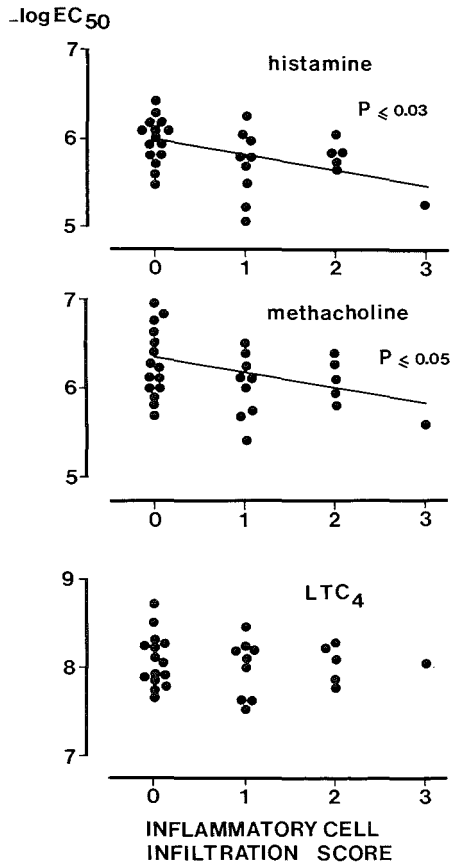 –logEC50
7
histamine
P ≤ 0.03
6
5
0 1 2 3
7
methacholine
P ≤ 0.05
6
5
0 1 2 3
9
LTC4
8
7
0 1 2 3
INFLAMMATORY CELL
INFILTRATION SCORE